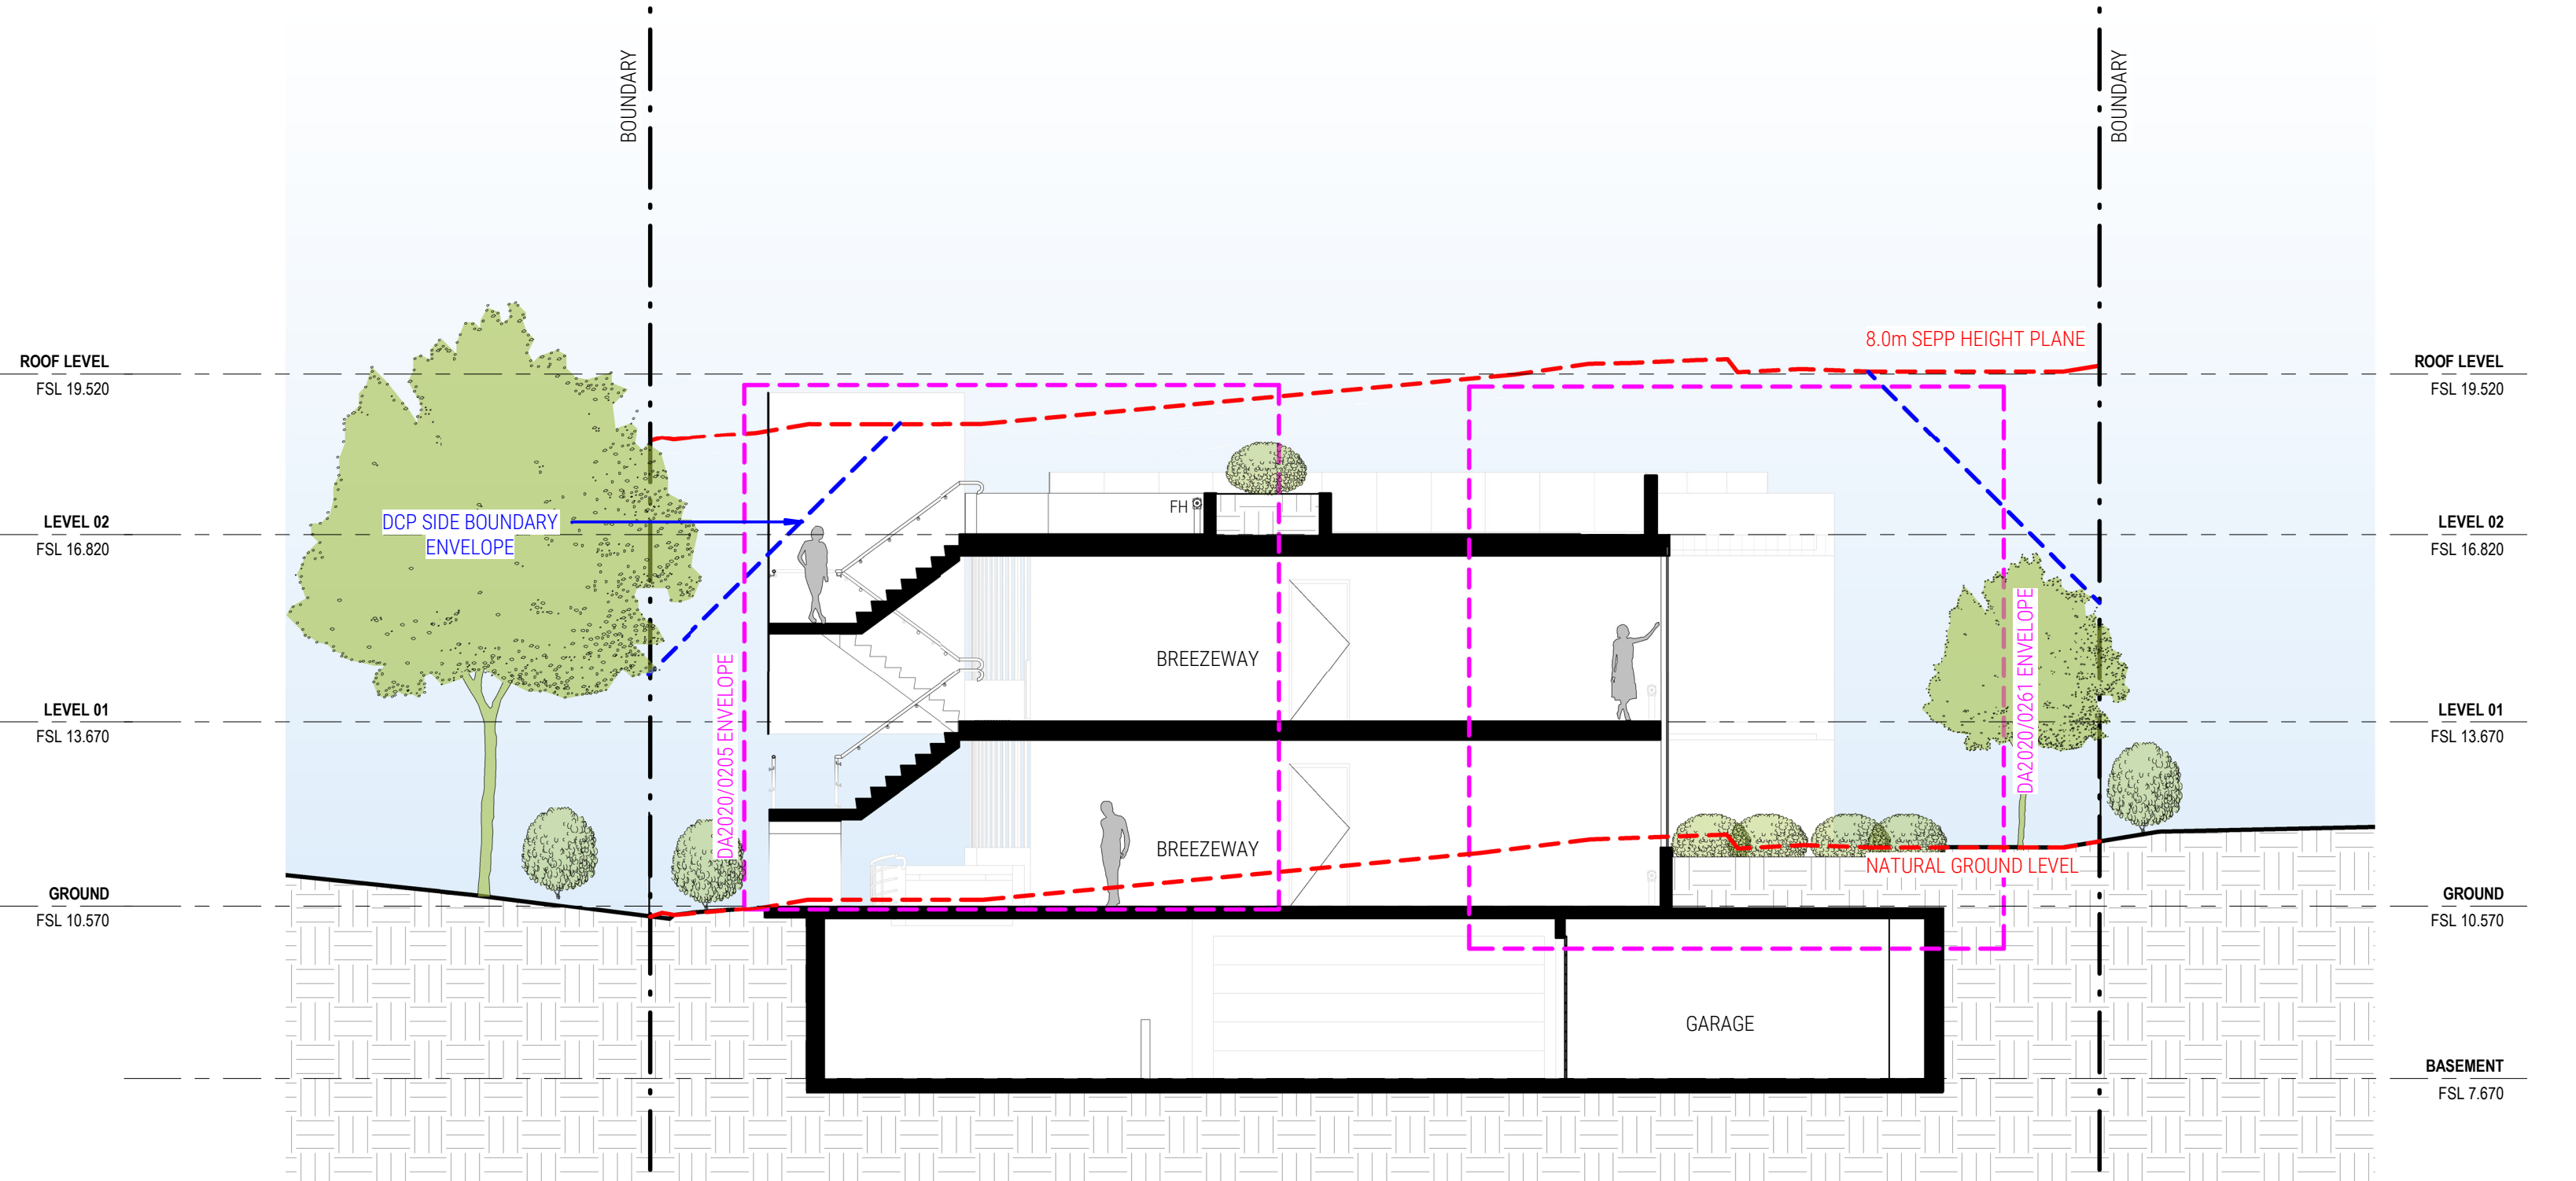 BOUNDARY
BOUNDARY
8.0m SEPP HEIGHT PLANE
ROOF LEVEL
FSL 19.520
ROOF LEVEL
FSL 19.520
DCP SIDE BOUNDARY
ENVELOPE
FH
LEVEL 02
FSL 16.820
LEVEL 02
FSL 16.820
BREEZEWAY
DA2020/0205 ENVELOPE
DA2020/0261 ENVELOPE
LEVEL 01
FSL 13.670
LEVEL 01
FSL 13.670
BREEZEWAY
NATURAL GROUND LEVEL
GROUND
FSL 10.570
GROUND
FSL 10.570
GARAGE
BASEMENT
FSL 7.670